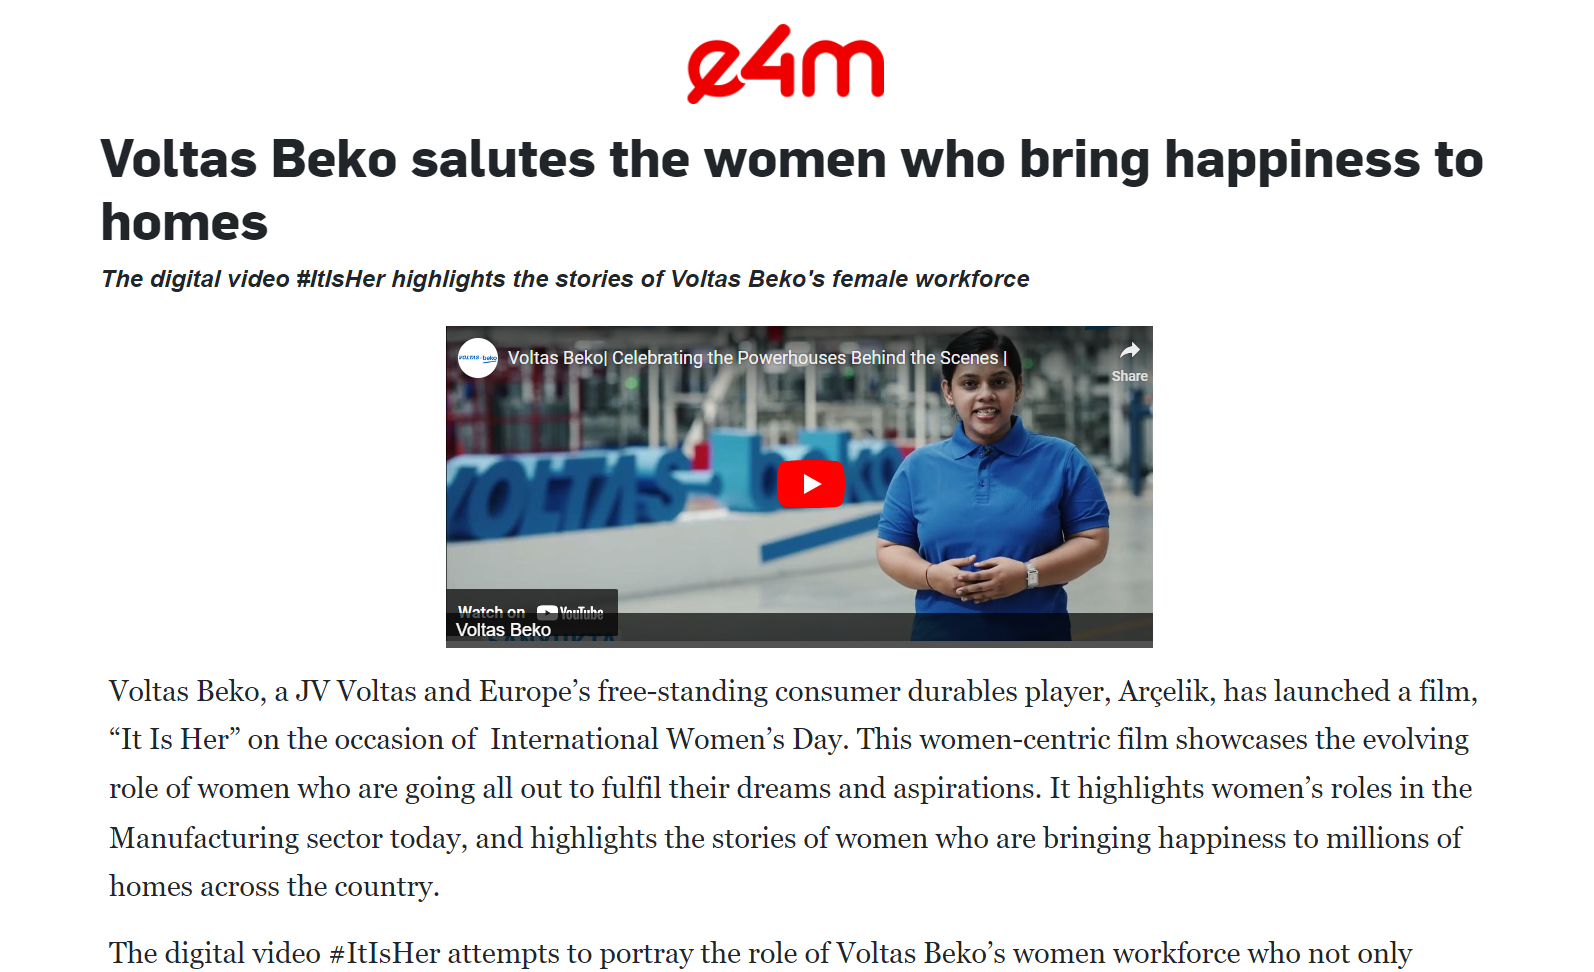 e4m
Voltas Beko salutes the women who bring happiness to
homes
The digital video #ItIsHer highlights the stories of Voltas Beko's female workforce
VOLTAS beko
Voltas Beko| Celebrating the Powerhouses Behind the Scenes |
Share
VOLTAS beko
Watch on YouTube
Voltas Beko
Voltas Beko, a JV Voltas and Europe’s free-standing consumer durables player, Arçelik, has launched a film,
“It Is Her” on the occasion of  International Women’s Day. This women-centric film showcases the evolving
role of women who are going all out to fulfil their dreams and aspirations. It highlights women’s roles in the
Manufacturing sector today, and highlights the stories of women who are bringing happiness to millions of
homes across the country.
The digital video #ItIsHer attempts to portray the role of Voltas Beko’s women workforce who not only